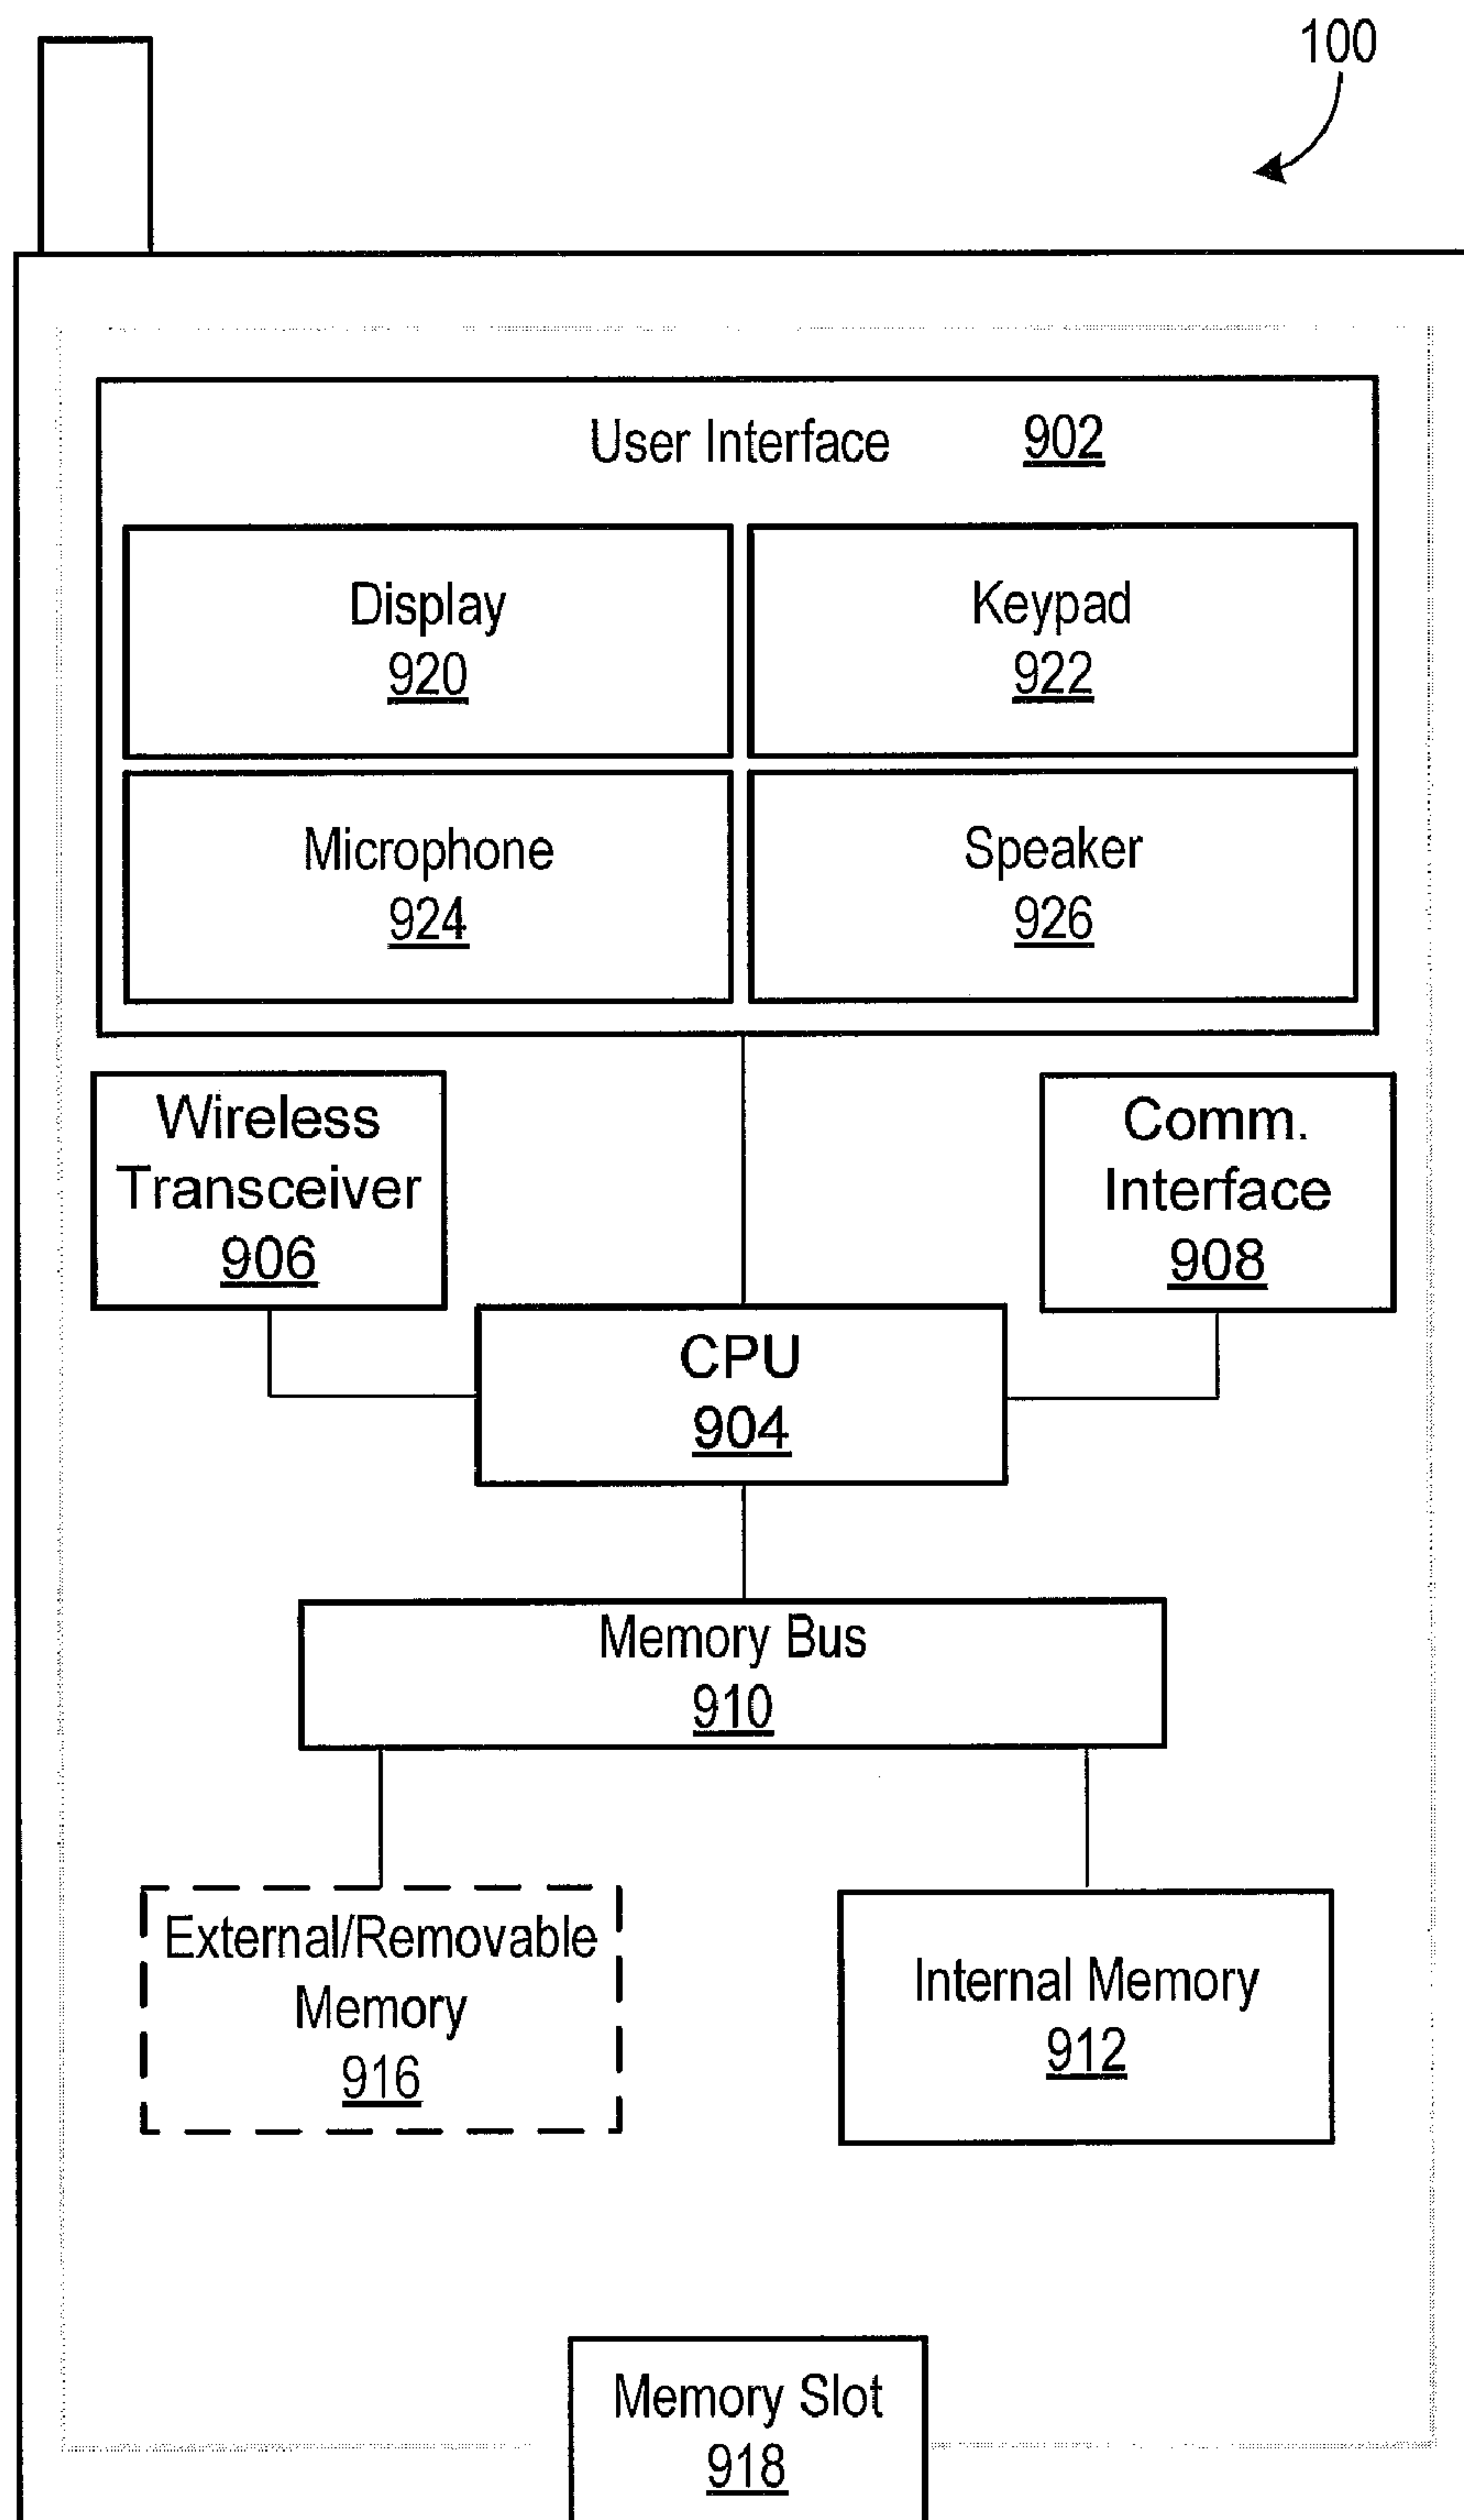 100
User Interface 902
Display
920
Keypad
922
Microphone
924
Speaker
926
Wireless
Transceiver
906
Comm.
Interface
908
CPU
904
Memory Bus
910
External/Removable
Memory
916
Internal Memory
912
Memory Slot
918